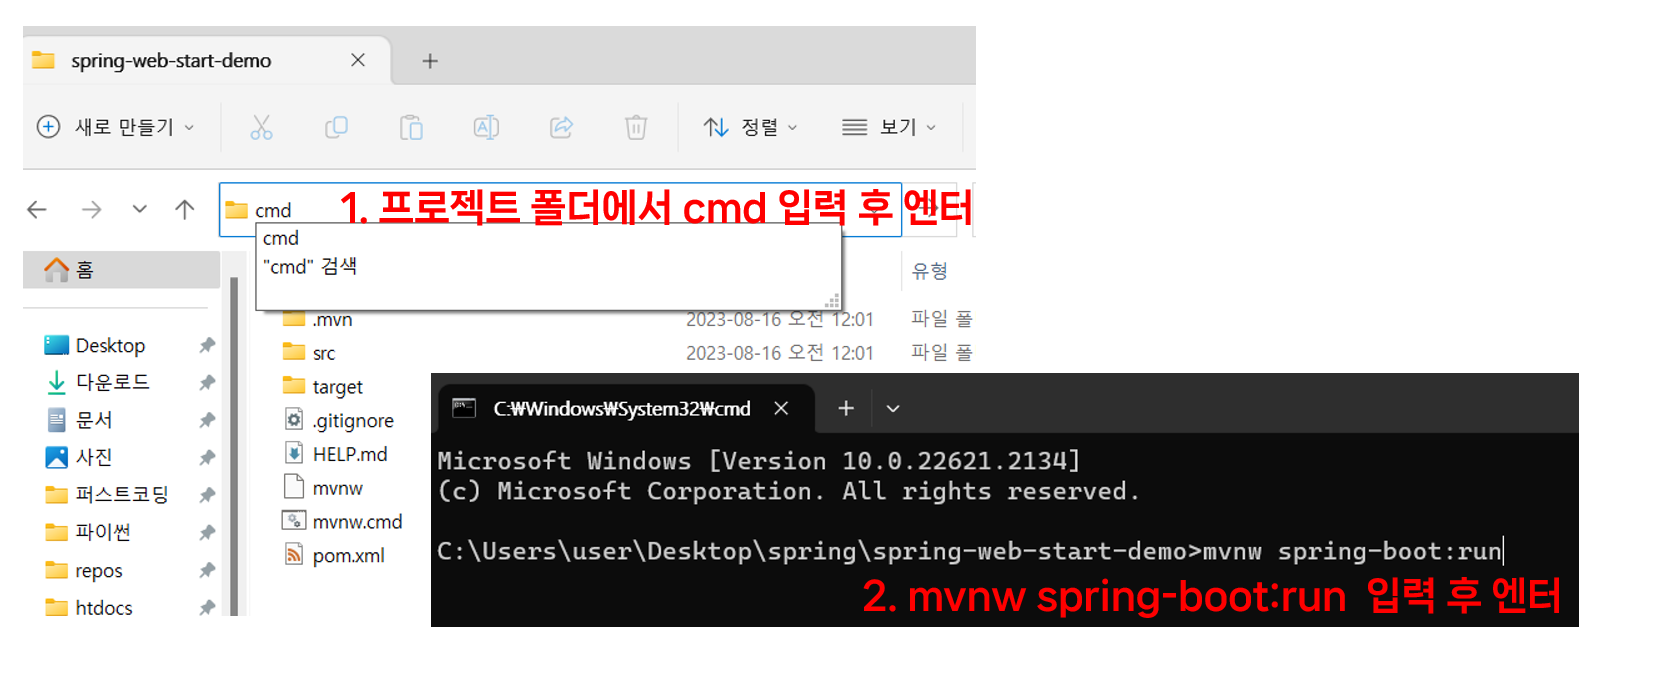 spring-web-start-demo
새로 만들기
정렬
보기
cmd
1. 프로젝트 폴더에서 cmd 입력 후 엔터
cmd
"cmd" 검색
홈
유형
.mvn 2023-08-16 오전 12:01 파일 폴
src 2023-08-16 오전 12:01 파일 폴
target
.gitignore
HELP.md
mvnw
mvnw.cmd
pom.xml
Desktop
다운로드
문서
사진
퍼스트코딩
파이썬
repos
htdocs
C:₩Windows₩System32₩cmd
Microsoft Windows [Version 10.0.22621.2134]
(c) Microsoft Corporation. All rights reserved.
C:\Users\user\Desktop\spring\spring-web-start-demo>mvnw spring-boot:run
2. mvnw spring-boot:run 입력 후 엔터